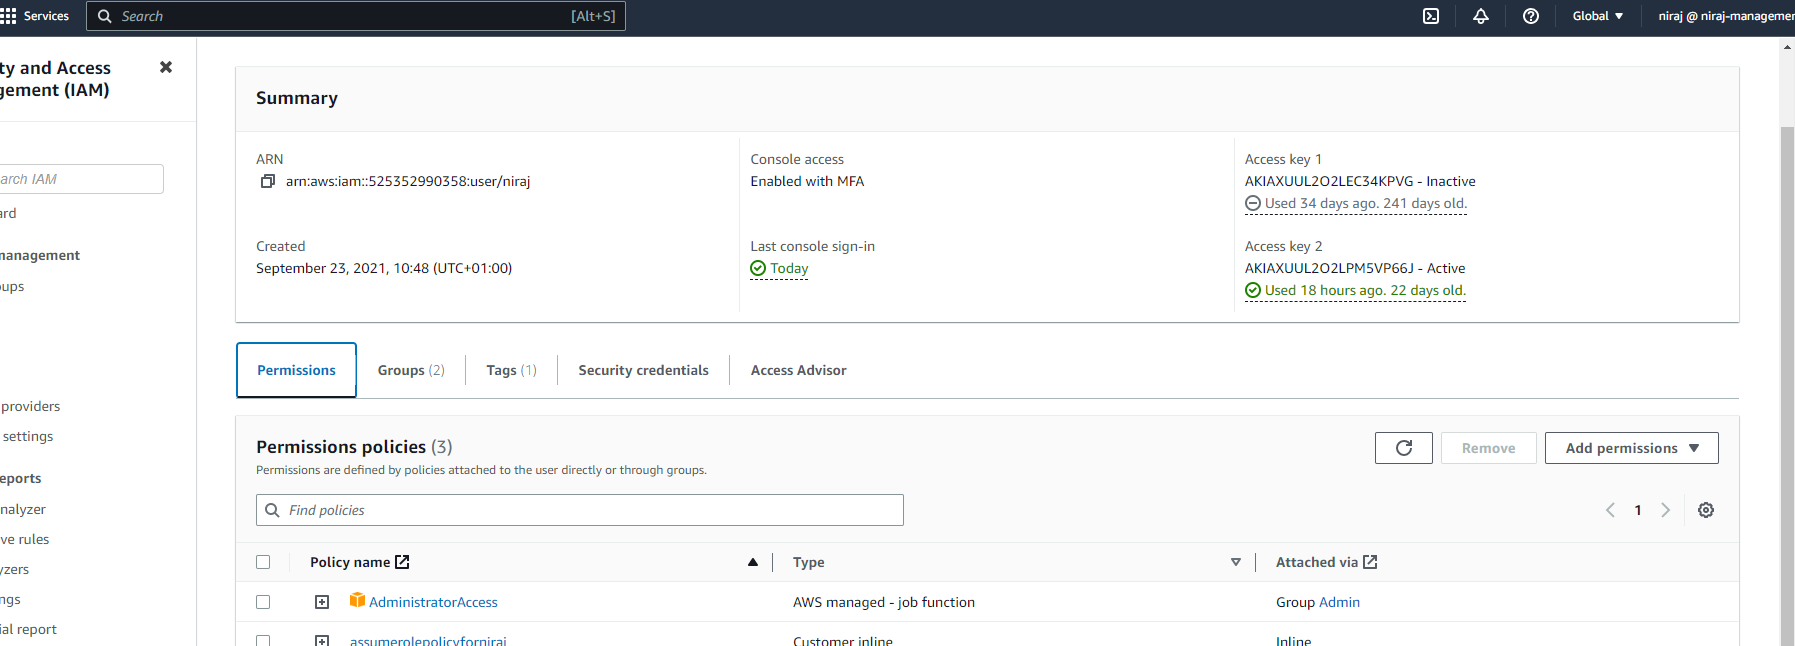 Services
Search
[Alt+S]
Global
niraj @ niraj-managemen
ty and Access
gement (IAM)
arch IAM
ard
management
oups
providers
settings
eports
nalyzer
ve rules
yzers
ngs
ial report
Summary
ARN
arn:aws:iam::525352990358:user/niraj
Created
September 23, 2021, 10:48 (UTC+01:00)
Console access
Enabled with MFA
Last console sign-in
Today
Access key 1
AKIAXUUL2O2LEC34KPVG - Inactive
Used 34 days ago. 241 days old.
Access key 2
AKIAXUUL2O2LPM5VP66J - Active
Used 18 hours ago. 22 days old.
Permissions
Groups (2)
Tags (1)
Security credentials
Access Advisor
Permissions policies (3)
Permissions are defined by policies attached to the user directly or through groups.
Remove
Add permissions
Find policies
1
Policy name
Type
Attached via
AdministratorAccess
AWS managed - job function
Group Admin
assumerolepolicyforniraj
Customer inline
Inline